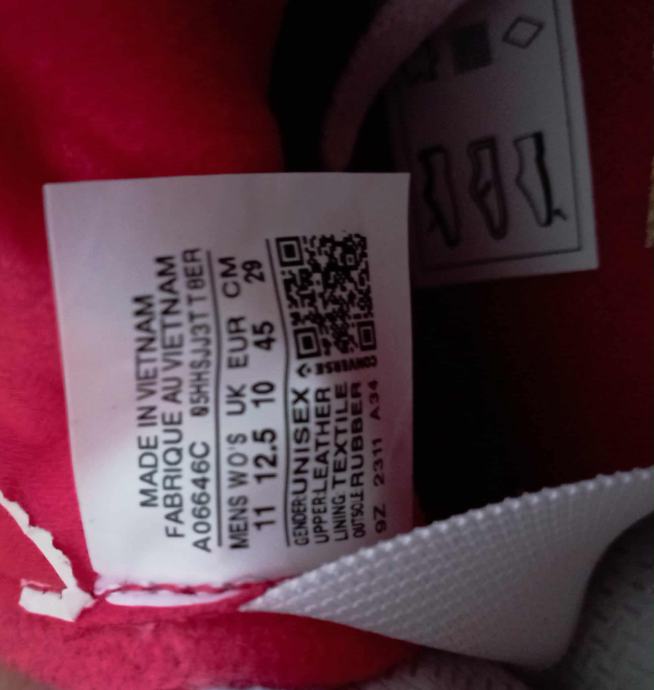 MADE IN VIETNAM
FABRIQUE AU VIETNAM
A06646C 05HHSJJ3TT8ER
MENS WO'S UK EUR CM
11 12.5 10 45 29
GENDER:UNISEX
UPPER:LEATHER
LINING:TEXTILE
OUTSOLE:RUBBER
9Z 2311 A34
CONVERSE